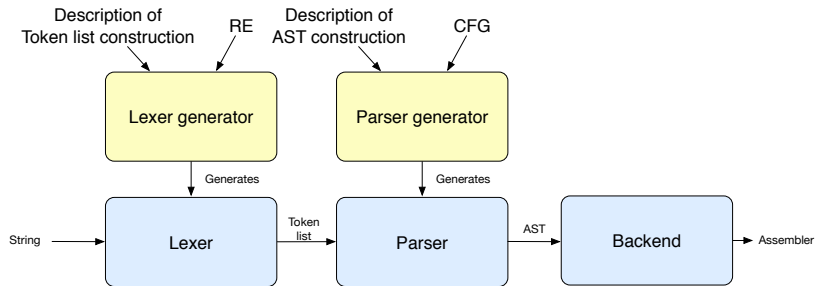 Description of
Token list construction
RE
Description of
AST construction
CFG
Lexer generator
Parser generator
Generates
Generates
String
Lexer
Token
list
Parser
AST
Backend
Assembler